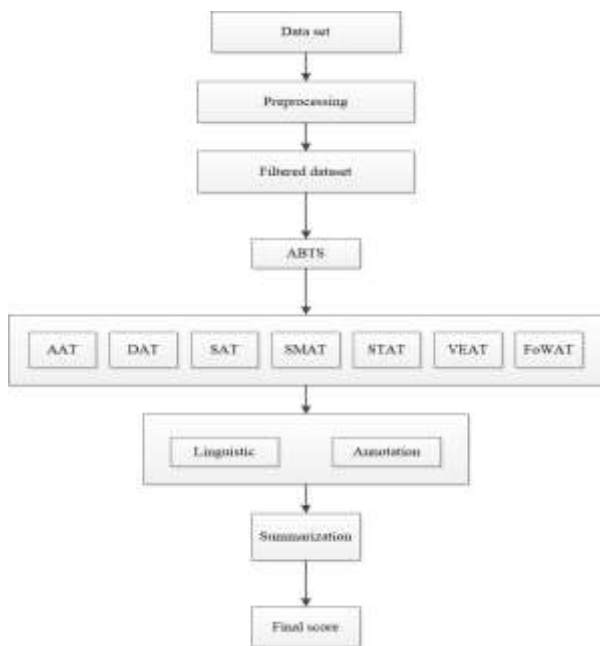 Data set
Preprocessing
Filtered dataset
ABTS
AAT DAT SAT SMAT STAT VEAT FoWAT
Linguistic Annotation
Summarization
Final score